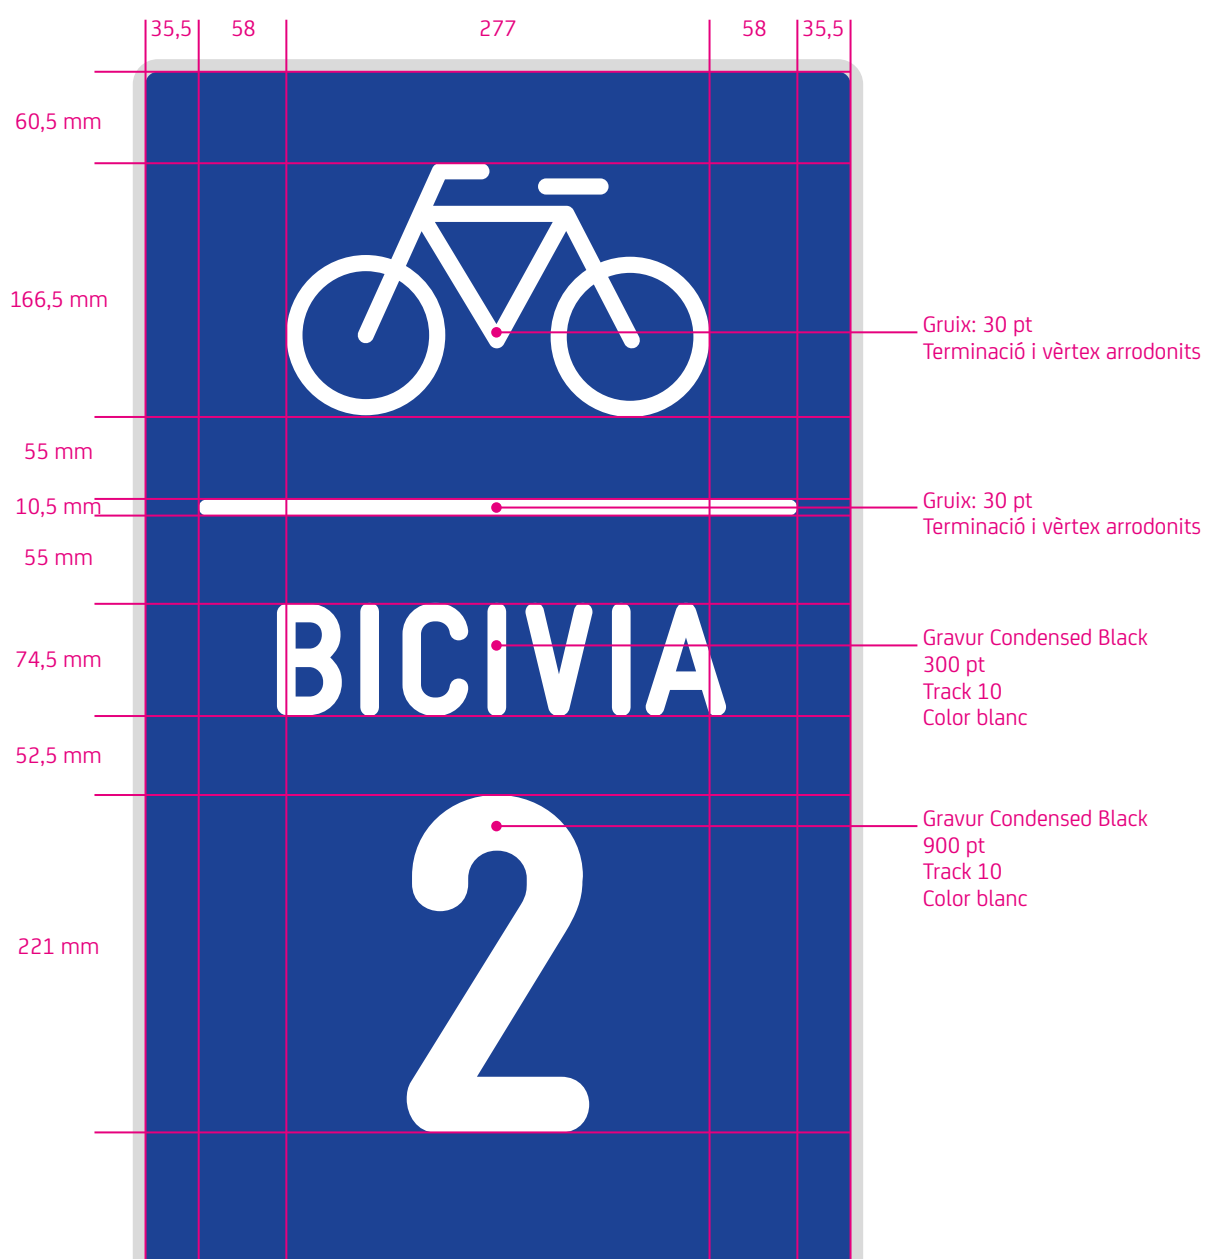 35,5 58 277 58 35,5
60,5 mm
166,5 mm
Gruix: 30 pt
Terminació i vèrtex arrodonits
55 mm
10,5 mm
Gruix: 30 pt
Terminació i vèrtex arrodonits
55 mm
BICIVIA
74,5 mm
Gravur Condensed Black
300 pt
Track 10
Color blanc
52,5 mm
2
Gravur Condensed Black
900 pt
Track 10
Color blanc
221 mm